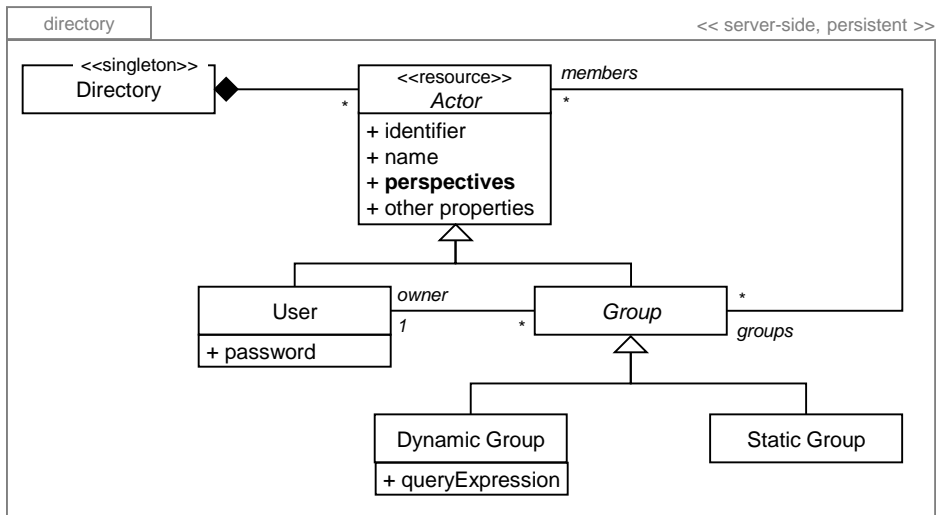 directory
<< server-side, persistent >>
<<singleton>>
Directory
*
<<resource>>
Actor
members
*
+ identifier
+ name
+ perspectives
+ other properties
User
+ password
owner
1
*
Group
*
groups
Dynamic Group
+ queryExpression
Static Group